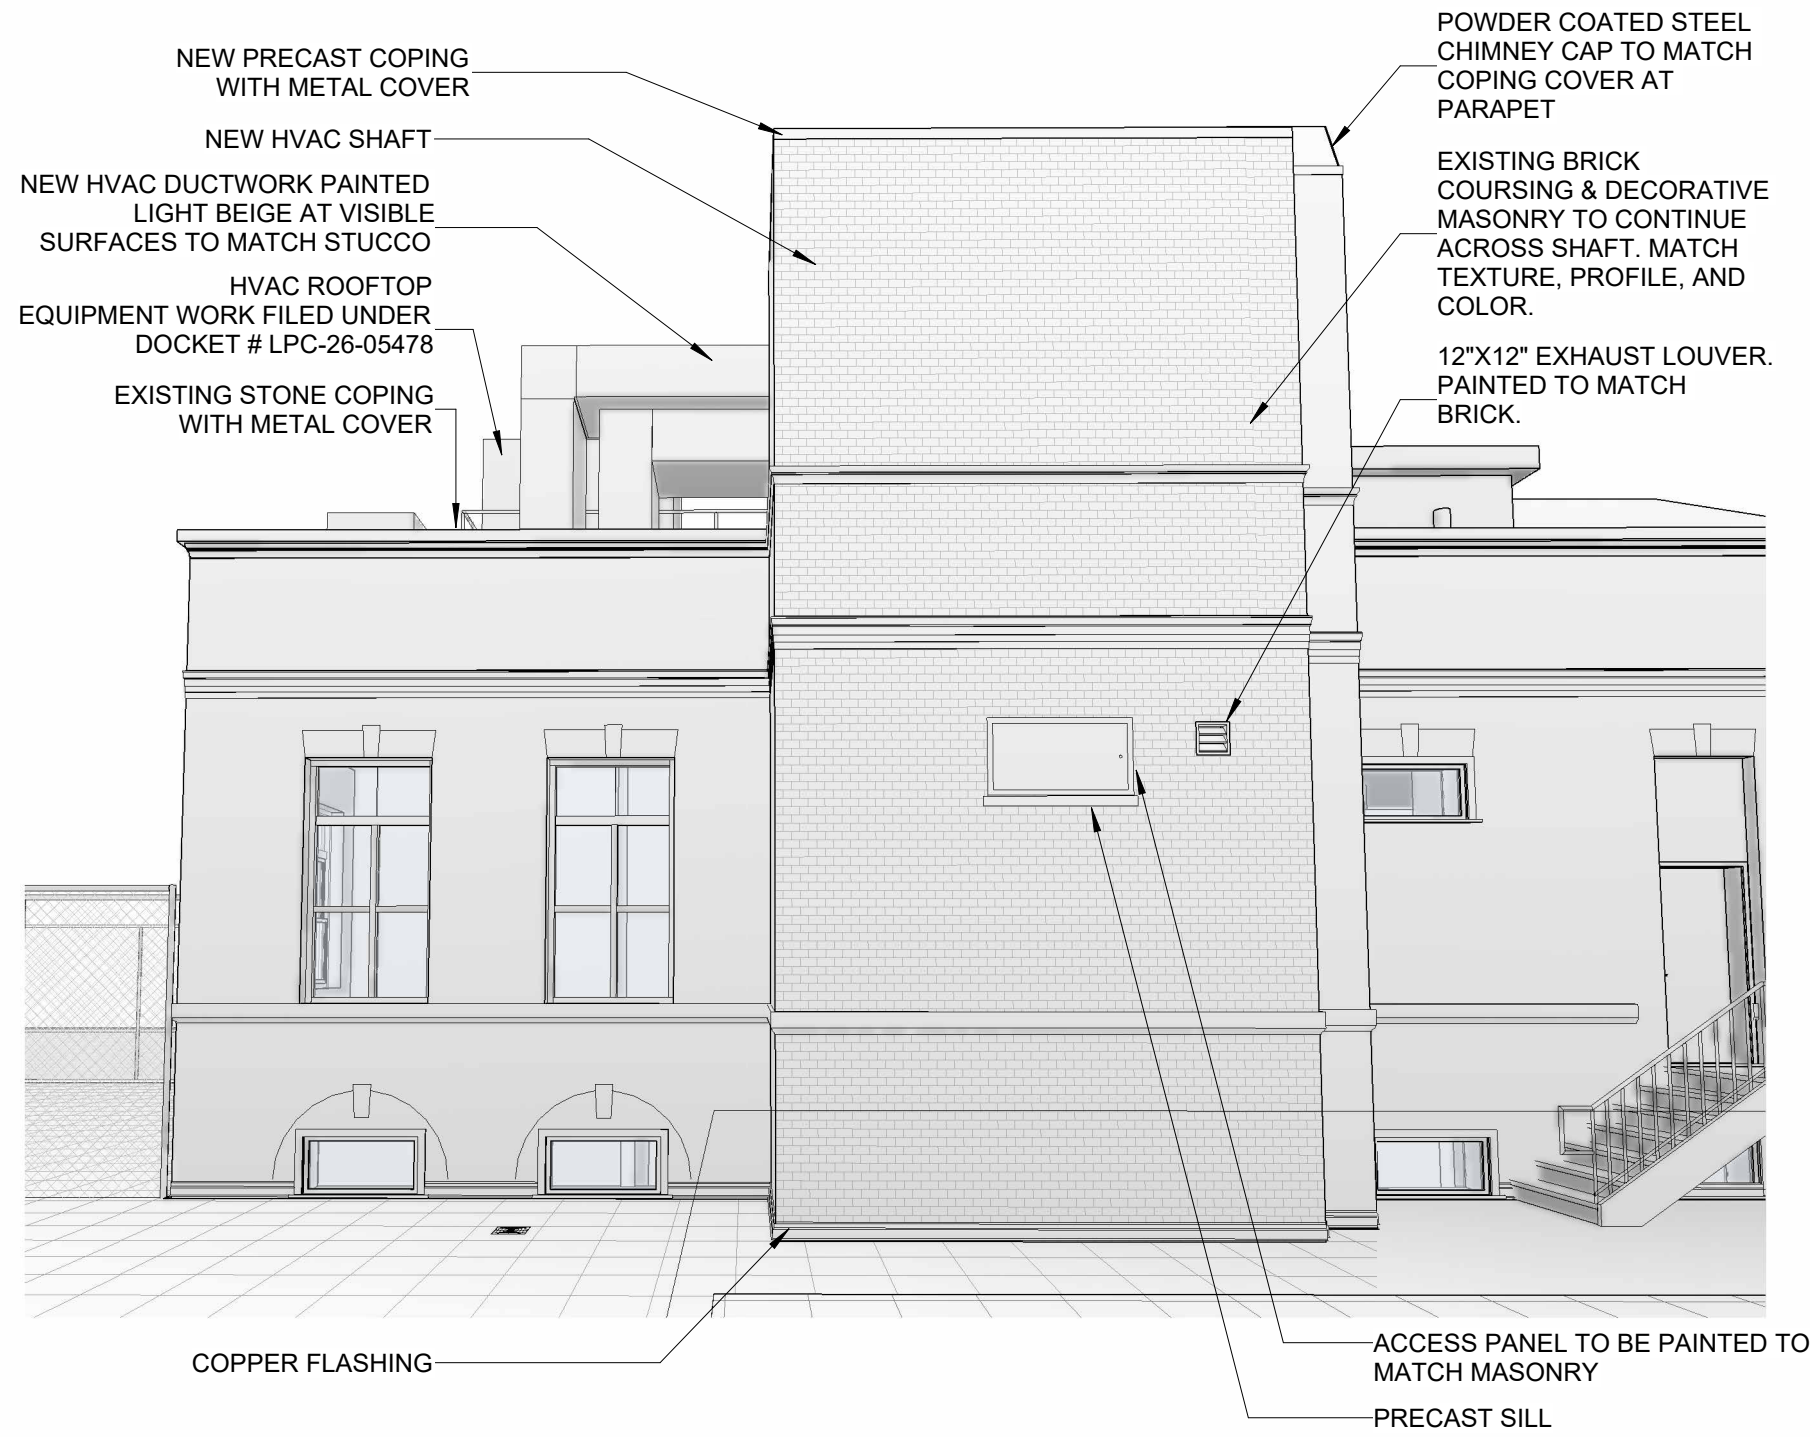 NEW PRECAST COPING
WITH METAL COVER
NEW HVAC SHAFT
NEW HVAC DUCTWORK PAINTED
LIGHT BEIGE AT VISIBLE
SURFACES TO MATCH STUCCO
HVAC ROOFTOP
EQUIPMENT WORK FILED UNDER
DOCKET # LPC-26-05478
EXISTING STONE COPING
WITH METAL COVER
POWDER COATED STEEL
CHIMNEY CAP TO MATCH
COPING COVER AT
PARAPET
EXISTING BRICK
COURSING & DECORATIVE
MASONRY TO CONTINUE
ACROSS SHAFT. MATCH
TEXTURE, PROFILE, AND
COLOR.
12"X12" EXHAUST LOUVER.
PAINTED TO MATCH
BRICK.
COPPER FLASHING
ACCESS PANEL TO BE PAINTED TO
MATCH MASONRY
PRECAST SILL